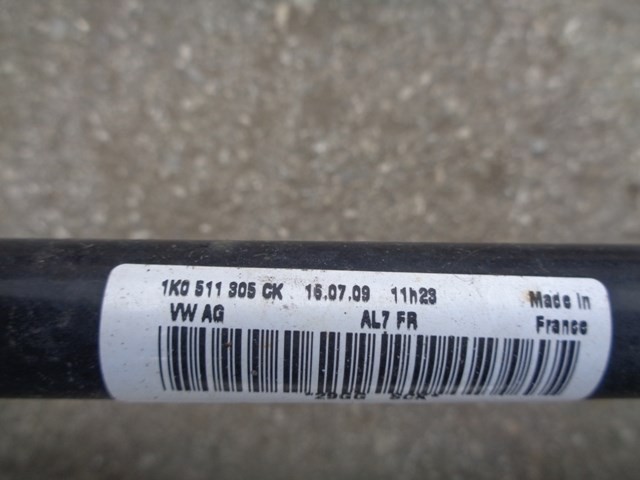 1K0 511 305 CK 16.07.09 11h23 Made in
VW AG AL7 FR France